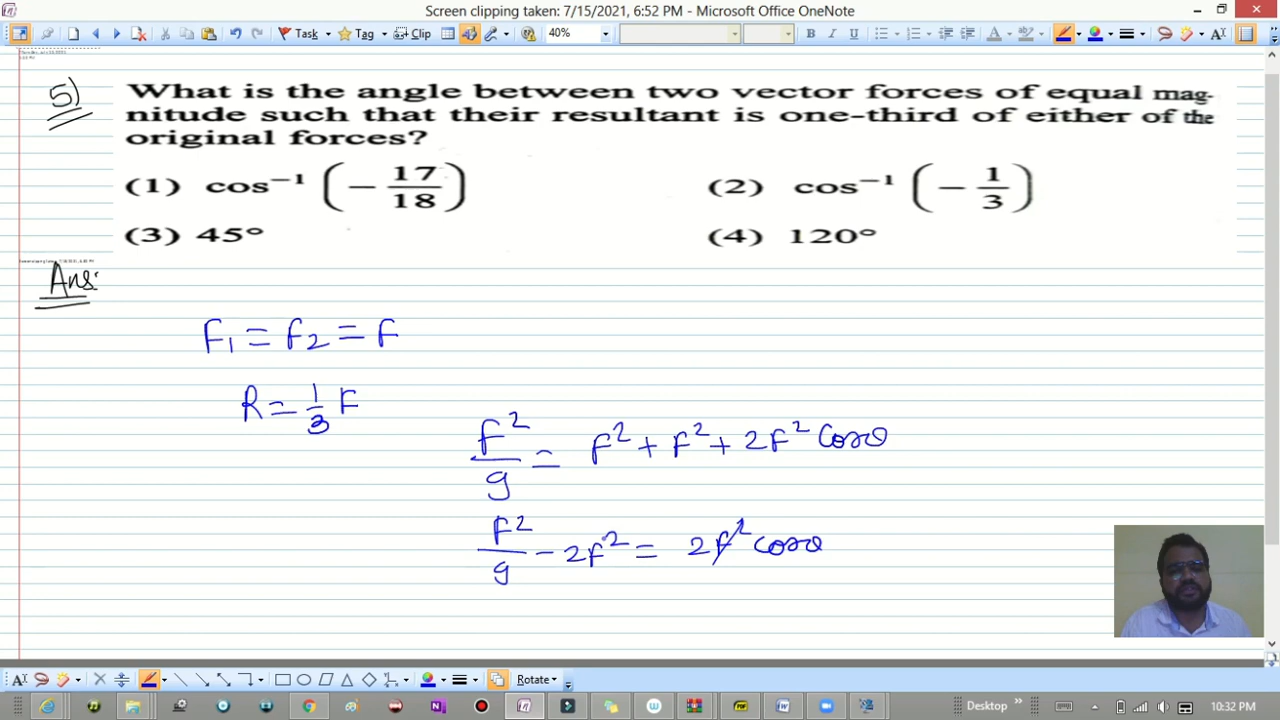 Screen clipping taken: 7/15/2021, 6:52 PM - Microsoft Office OneNote
Task Tag Clip 40% B I U A
5) What is the angle between two vector forces of equal mag-
nitude such that their resultant is one-third of either of the
original forces?
(1) cos⁻¹ (− 17/18) (2) cos⁻¹ (− 1/3)
(3) 45° (4) 120°
Ans:
F₁ = F₂ = F
R = 1/3 F
F²/9 = F² + F² + 2F² Cosθ
F²/9 − 2F² = 2F² cosθ
Rotate
Desktop 10:32 PM